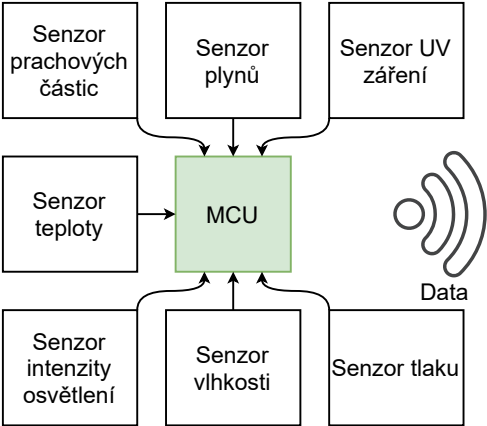 Senzor
prachových
částic
Senzor
plynů
Senzor UV
záření
Senzor
teploty
MCU
Data
Senzor
intenzity
osvětlení
Senzor
vlhkosti
Senzor tlaku